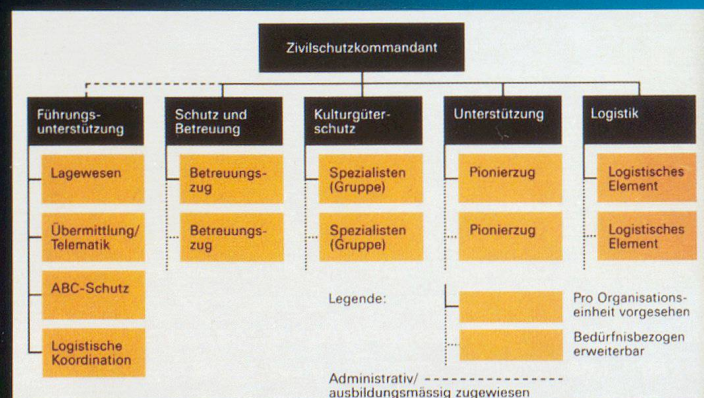 Zivilschutzkommandant
Führungs-
unterstützung
Schutz und
Betreuung
Kulturgüter-
schutz
Unterstützung
Logistik
Lagewesen
Betreuungs-
zug
Spezialisten
(Gruppe)
Pionierzug
Logistisches
Element
Übermittlung/
Telematik
Betreuungs-
zug
Spezialisten
(Gruppe)
Pionierzug
Logistisches
Element
ABC-Schutz
Logistische
Koordination
Legende:
Pro Organisations-
einheit vorgesehen
Bedürfnisbezogen
erweiterbar
Administrativ/
ausbildungsmässig zugewiesen